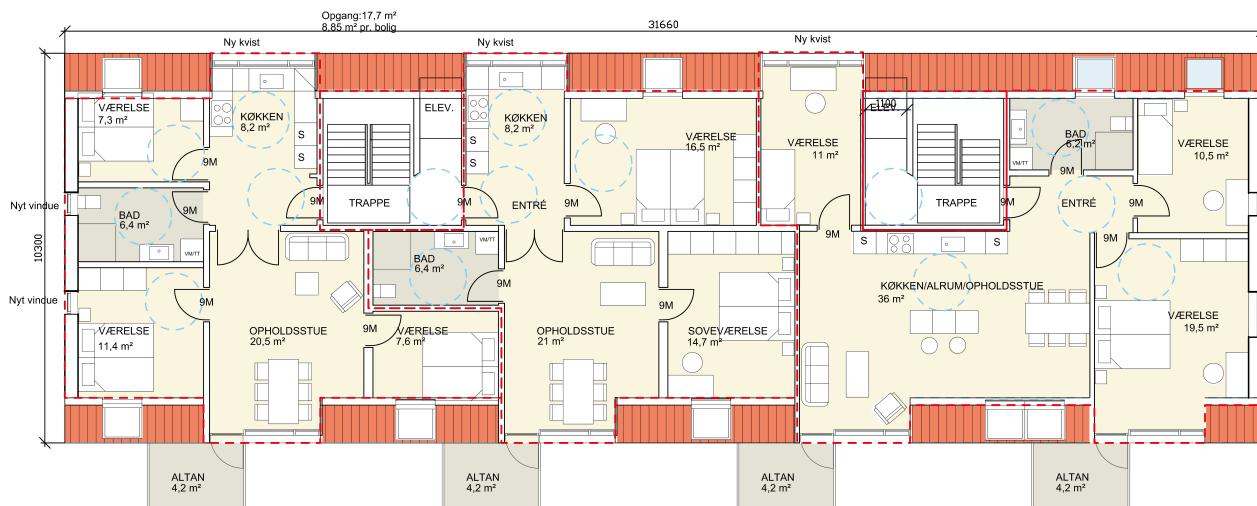 Opgang:17,7 m²
8,85 m² pr. bolig
31660
Ny kvist
Ny kvist
Ny kvist
10300
Nyt vindue
Nyt vindue
VÆRELSE
7,3 m²
9M
BAD
6,4 m²
9M
VM/TT
VÆRELSE
11,4 m²
9M
KØKKEN
8,2 m²
S
S
9M
OPHOLDSSTUE
20,5 m²
9M
TRAPPE
ELEV.
9M
BAD
6,4 m²
VM/TT
9M
VÆRELSE
7,6 m²
KØKKEN
8,2 m²
S
S
ENTRÉ
9M
OPHOLDSSTUE
21 m²
9M
VÆRELSE
16,5 m²
SOVEVÆRELSE
14,7 m²
VÆRELSE
11 m²
9M
1100
ELEV.
TRAPPE
9M
S
S
KØKKEN/ALRUM/OPHOLDSSTUE
36 m²
BAD
6,2 m²
VM/TT
9M
ENTRÉ
9M
9M
VÆRELSE
10,5 m²
VÆRELSE
19,5 m²
ALTAN
4,2 m²
ALTAN
4,2 m²
ALTAN
4,2 m²
ALTAN
4,2 m²